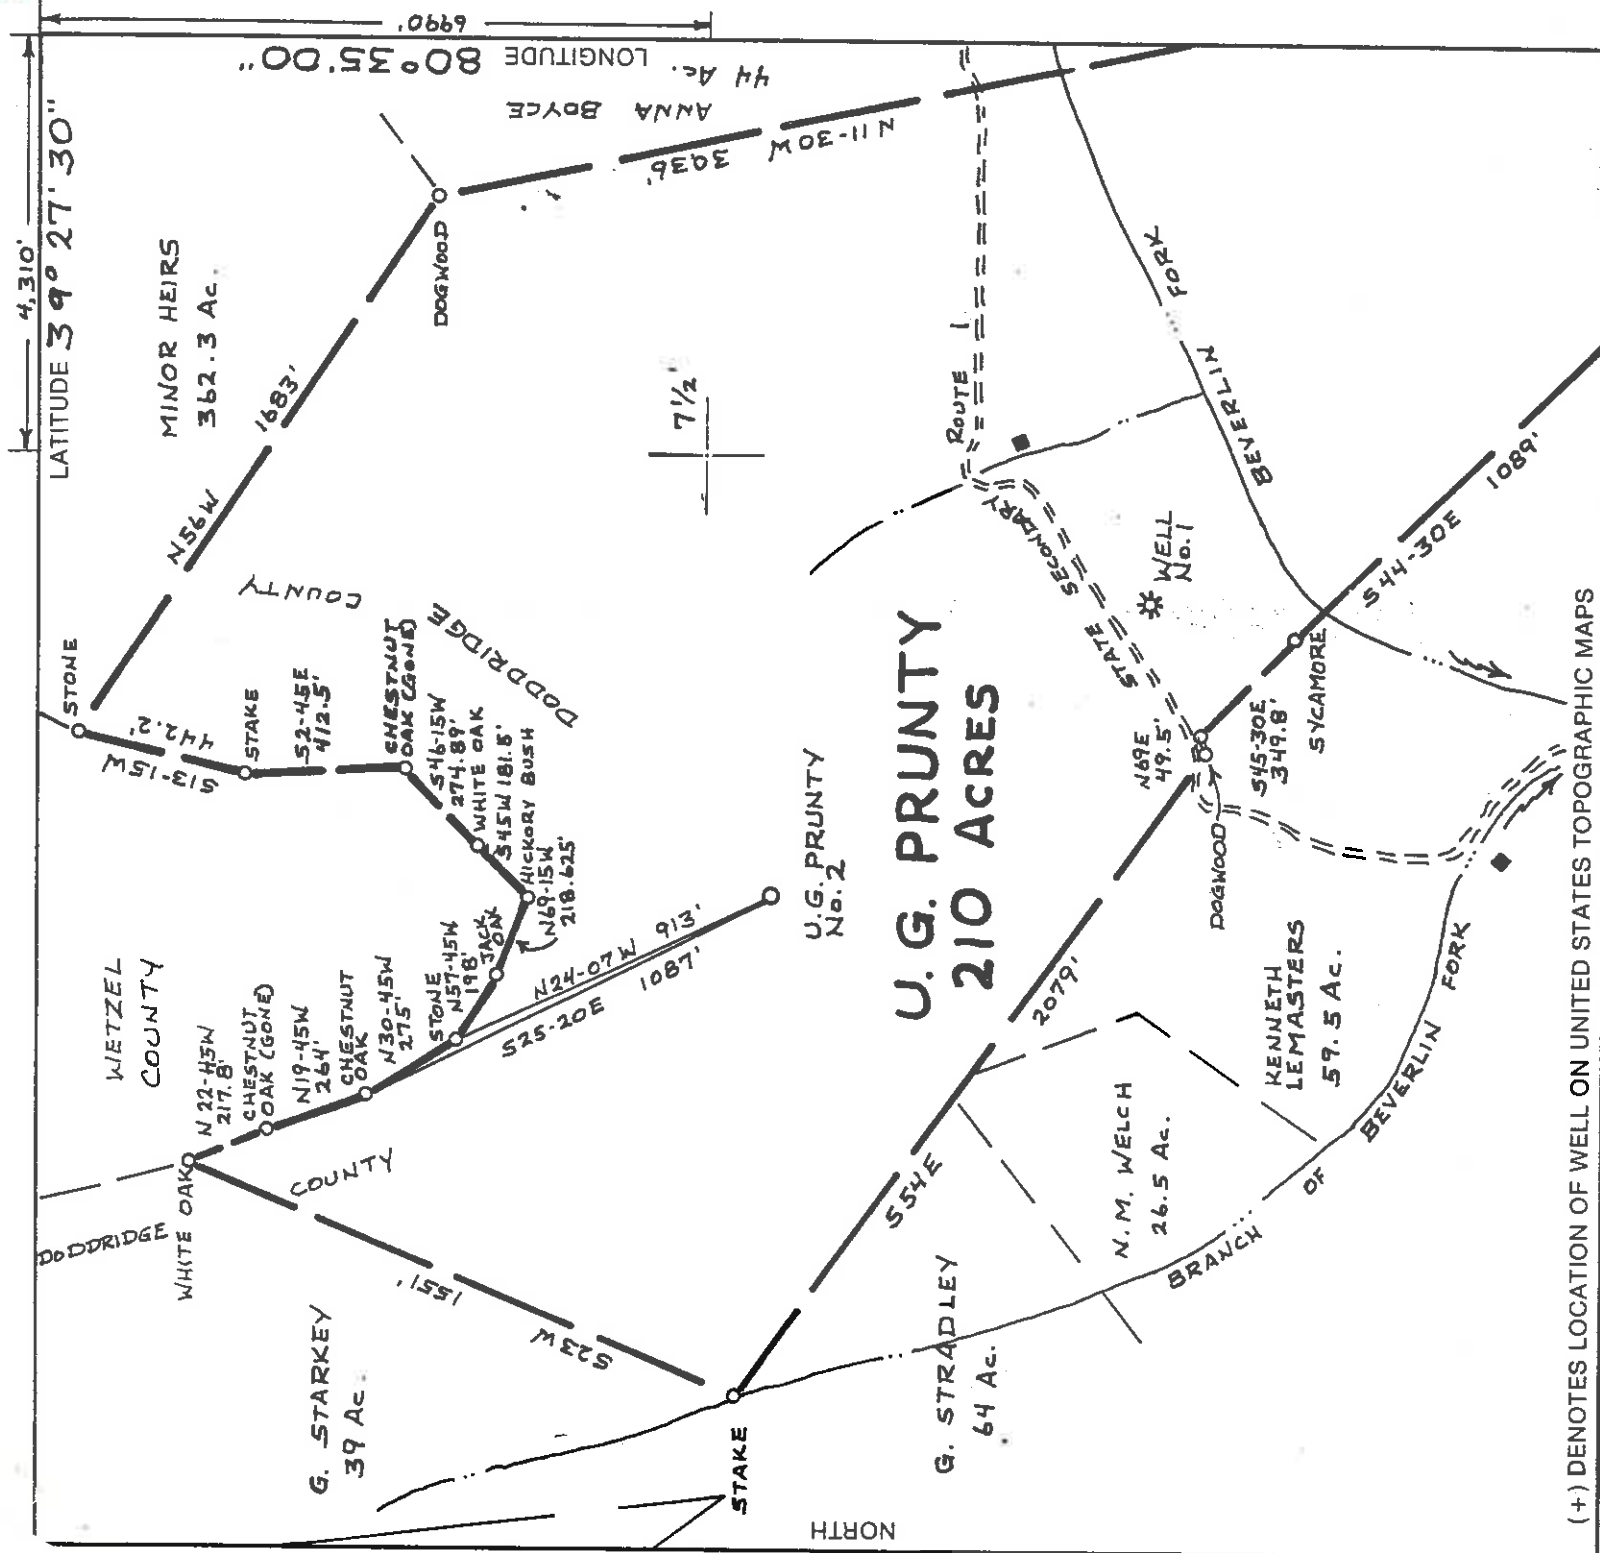 4,310'
LATITUDE 39° 27' 30"
6990'
LONGITUDE 80° 35' 00"
ANNA BOYCE
44 Ac.
MINOR HEIRS
362.3 Ac.
N56W
1683'
DOGWOOD
3036'
N11-30W
7 1/2
STONE
S13-15W
442.2'
STAKE
S2-45E
412.5'
CHESTNUT
OAK (GONE)
S46-15W
274.89'
WHITE OAK
S45W 181.5'
HICKORY BUSH
N69-15W
218.625'
JACK
OAK
N57-45W
198'
STONE
N30-45W
275'
CHESTNUT
OAK
N19-45W
264'
CHESTNUT
OAK (GONE)
N22-45W
217.8'
WHITE OAK
WETZEL
COUNTY
DODDRIDGE
COUNTY
DODDRIDGE
COUNTY
N24-07W 913'
S25-20E 1087'
U.G. PRUNTY
No. 2
U.G. PRUNTY
210 ACRES
STATE SECONDARY ROUTE 1
WELL
No. 1
BEVERLIN FORK
S44-30E
1089'
SYCAMORE
S45-30E
349.8'
N69E
49.5'
DOGWOOD
S54E
2079'
KENNETH
LEMASTERS
59.5 Ac.
N.M. WELCH
26.5 Ac.
BRANCH OF BEVERLIN FORK
G. STRADLEY
64 Ac.
G. STARKEY
39 Ac.
S23W
1551'
STAKE
NORTH
(+) DENOTES LOCATION OF WELL ON UNITED STATES TOPOGRAPHIC MAPS